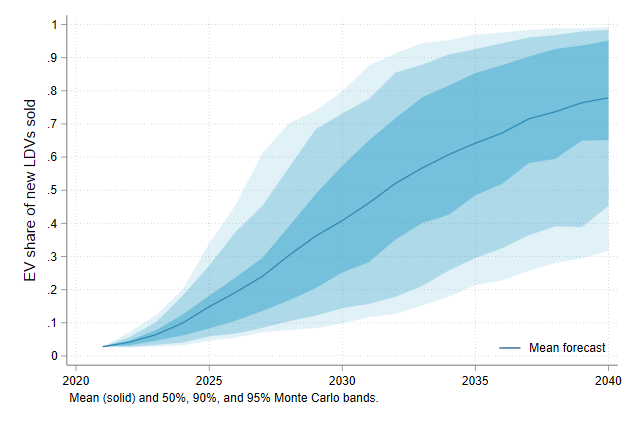 EV share of new LDVs sold
1
.9
.8
.7
.6
.5
.4
.3
.2
.1
0
Mean forecast
2020 2025 2030 2035 2040
Mean (solid) and 50%, 90%, and 95% Monte Carlo bands.